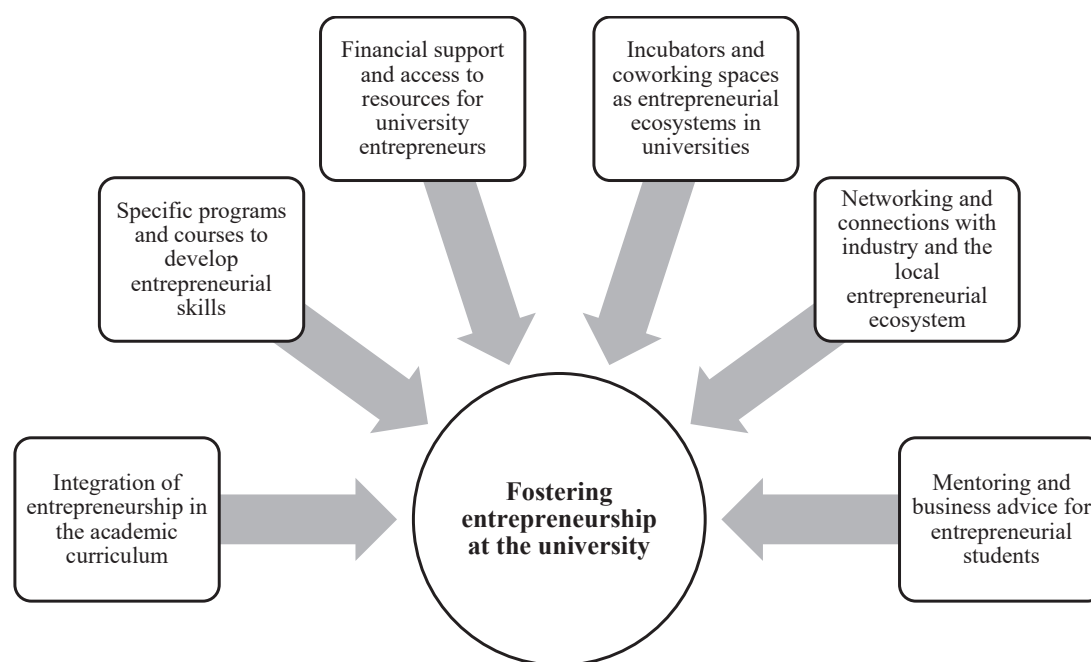 Financial support
and access to
resources for
university
entrepreneurs
Incubators and
coworking spaces
as entrepreneurial
ecosystems in
universities
Specific programs
and courses to
develop
entrepreneurial
skills
Networking and
connections with
industry and the
local
entrepreneurial
ecosystem
Integration of
entrepreneurship in
the academic
curriculum
Fostering
entrepreneurship
at the university
Mentoring and
business advice for
entrepreneurial
students